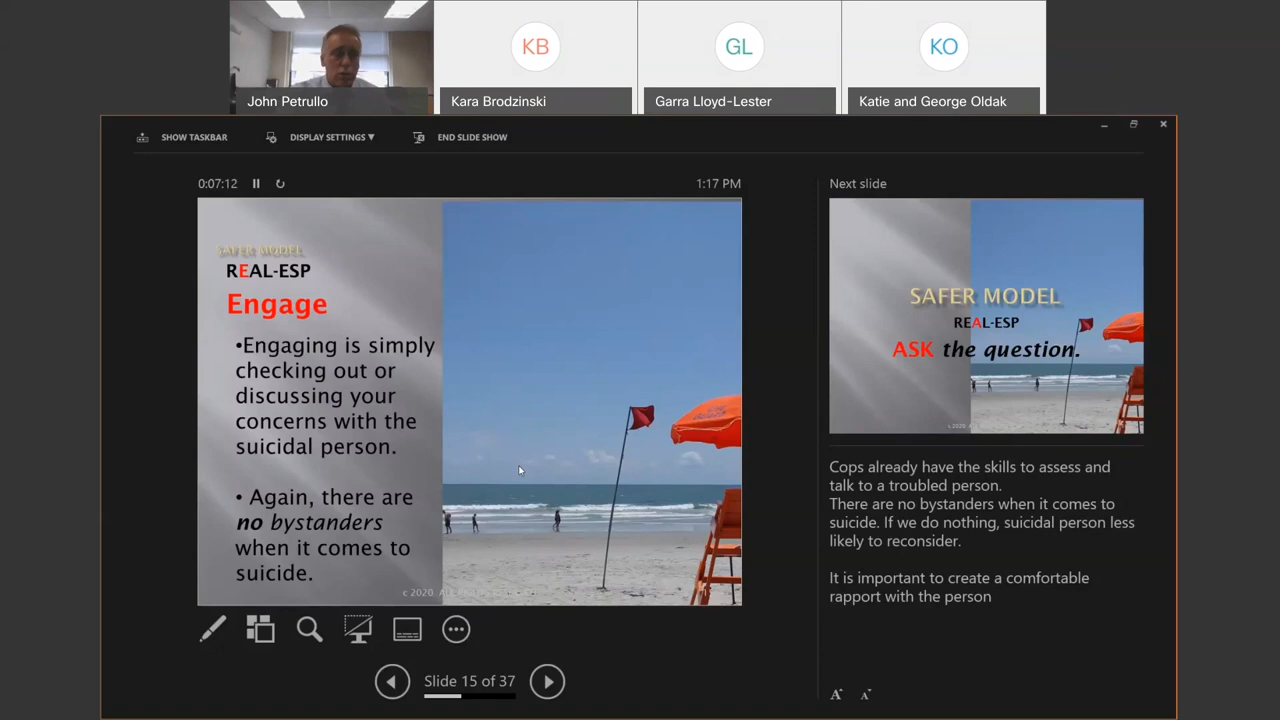 KB
GL
KO
John Petrullo
Kara Brodzinski
Garra Lloyd-Lester
Katie and George Oldak
SHOW TASKBAR
DISPLAY SETTINGS ▼
END SLIDE SHOW
0:07:12
1:17 PM
Next slide
SAFER MODEL
REAL-ESP
Engage
•Engaging is simply
checking out or
discussing your
concerns with the
suicidal person.
• Again, there are
no bystanders
when it comes to
suicide.
c 2020
SAFER MODEL
REAL-ESP
ASK the question.
Cops already have the skills to assess and
talk to a troubled person.
There are no bystanders when it comes to
suicide. If we do nothing, suicidal person less
likely to reconsider.
It is important to create a comfortable
rapport with the person
Slide 15 of 37
A
A